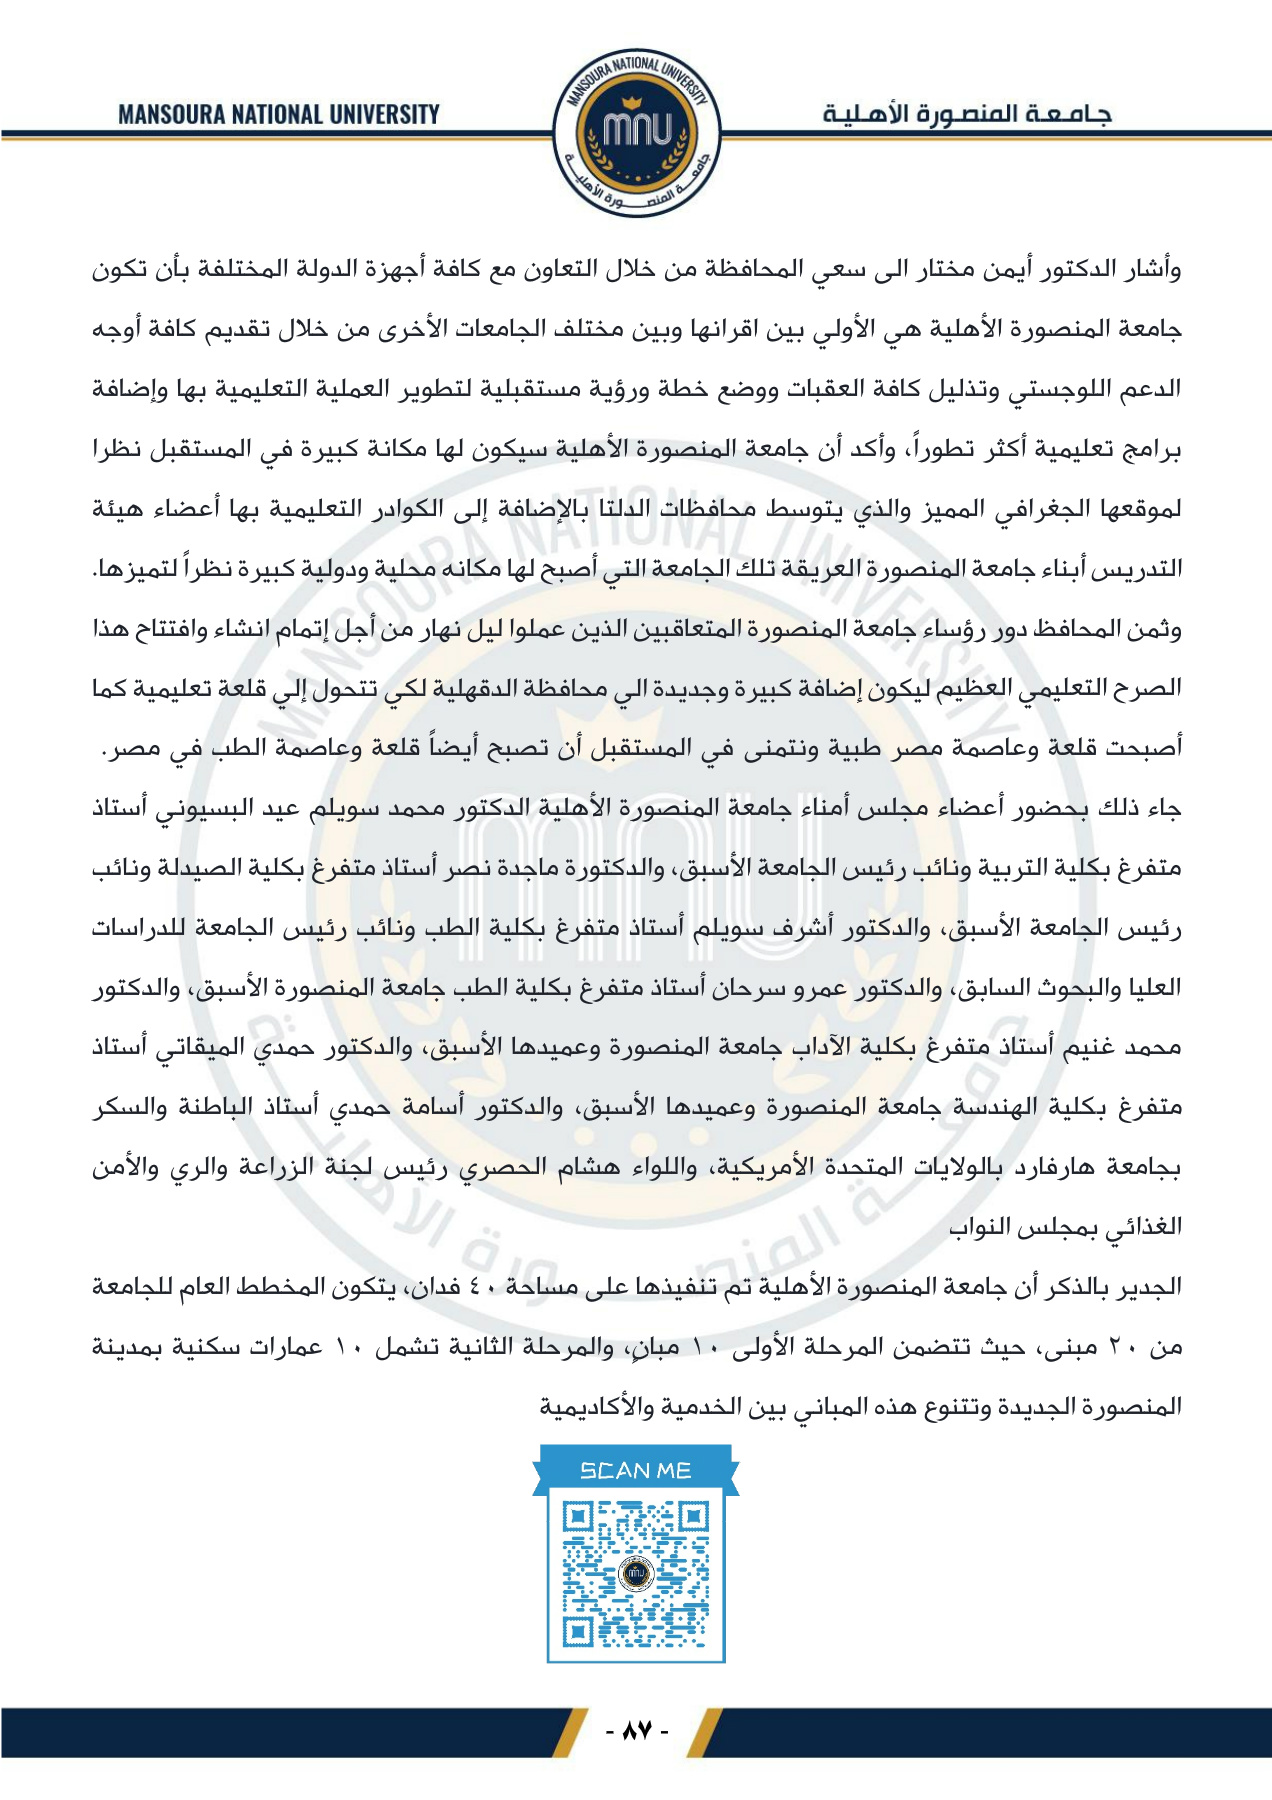 MANSOURA NATIONAL UNIVERSITY
جامعة المنصورة الأهلية
MANSOURA NATIONAL UNIVERSITY
mnu
جامعة المنصورة الأهلية
وأشار الدكتور أيمن مختار الى سعي المحافظة من خلال التعاون مع كافة أجهزة الدولة المختلفة بأن تكون
جامعة المنصورة الأهلية هي الأولي بين اقرانها وبين مختلف الجامعات الأخرى من خلال تقديم كافة أوجه
الدعم اللوجستي وتذليل كافة العقبات ووضع خطة ورؤية مستقبلية لتطوير العملية التعليمية بها وإضافة
برامج تعليمية أكثر تطوراً، وأكد أن جامعة المنصورة الأهلية سيكون لها مكانة كبيرة في المستقبل نظرا
لموقعها الجغرافي المميز والذي يتوسط محافظات الدلتا بالإضافة إلى الكوادر التعليمية بها أعضاء هيئة
التدريس أبناء جامعة المنصورة العريقة تلك الجامعة التي أصبح لها مكانه محلية ودولية كبيرة نظراً لتميزها.
وثمن المحافظ دور رؤساء جامعة المنصورة المتعاقبين الذين عملوا ليل نهار من أجل إتمام انشاء وافتتاح هذا
الصرح التعليمي العظيم ليكون إضافة كبيرة وجديدة الي محافظة الدقهلية لكي تتحول إلي قلعة تعليمية كما
أصبحت قلعة وعاصمة مصر طبية ونتمنى في المستقبل أن تصبح أيضاً قلعة وعاصمة الطب في مصر.
جاء ذلك بحضور أعضاء مجلس أمناء جامعة المنصورة الأهلية الدكتور محمد سويلم عيد البسيوني أستاذ
متفرغ بكلية التربية ونائب رئيس الجامعة الأسبق، والدكتورة ماجدة نصر أستاذ متفرغ بكلية الصيدلة ونائب
رئيس الجامعة الأسبق، والدكتور أشرف سويلم أستاذ متفرغ بكلية الطب ونائب رئيس الجامعة للدراسات
العليا والبحوث السابق، والدكتور عمرو سرحان أستاذ متفرغ بكلية الطب جامعة المنصورة الأسبق، والدكتور
محمد غنيم أستاذ متفرغ بكلية الآداب جامعة المنصورة وعميدها الأسبق، والدكتور حمدي الميقاتي أستاذ
متفرغ بكلية الهندسة جامعة المنصورة وعميدها الأسبق، والدكتور أسامة حمدي أستاذ الباطنة والسكر
بجامعة هارفارد بالولايات المتحدة الأمريكية، واللواء هشام الحصري رئيس لجنة الزراعة والري والأمن
الغذائي بمجلس النواب
الجدير بالذكر أن جامعة المنصورة الأهلية تم تنفيذها على مساحة ٤٠ فدان، يتكون المخطط العام للجامعة
من ٢٠ مبنى، حيث تتضمن المرحلة الأولى ١٠ مبانٍ، والمرحلة الثانية تشمل ١٠ عمارات سكنية بمدينة
المنصورة الجديدة وتتنوع هذه المباني بين الخدمية والأكاديمية
SCAN ME
- ٨٧ -